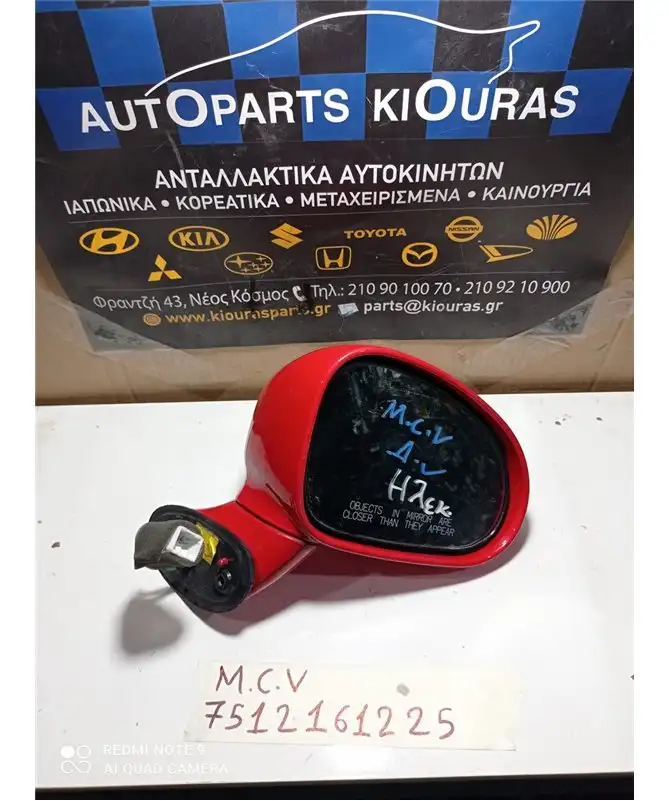 AUTOPARTS KIOURAS
ΑΝΤΑΛΛΑΚΤΙΚΑ ΑΥΤΟΚΙΝΗΤΩΝ
ΙΑΠΩΝΙΚΑ • ΚΟΡΕΑΤΙΚΑ • ΜΕΤΑΧΕΙΡΙΣΜΕΝΑ • ΚΑΙΝΟΥΡΓΙΑ
KIA
TOYOTA
NISSAN
Φραντζή 43, Νέος Κόσμος Τηλ.: 210 90 100 70 • 210 92 10 900
www.kiourasparts.gr parts@kiouras.gr
M.C.V
Δ.V
Ηλεκ
OBJECTS IN MIRROR ARE
CLOSER THAN THEY APPEAR
M.C.V
7512161225
REDMI NOTE 9
AI QUAD CAMERA